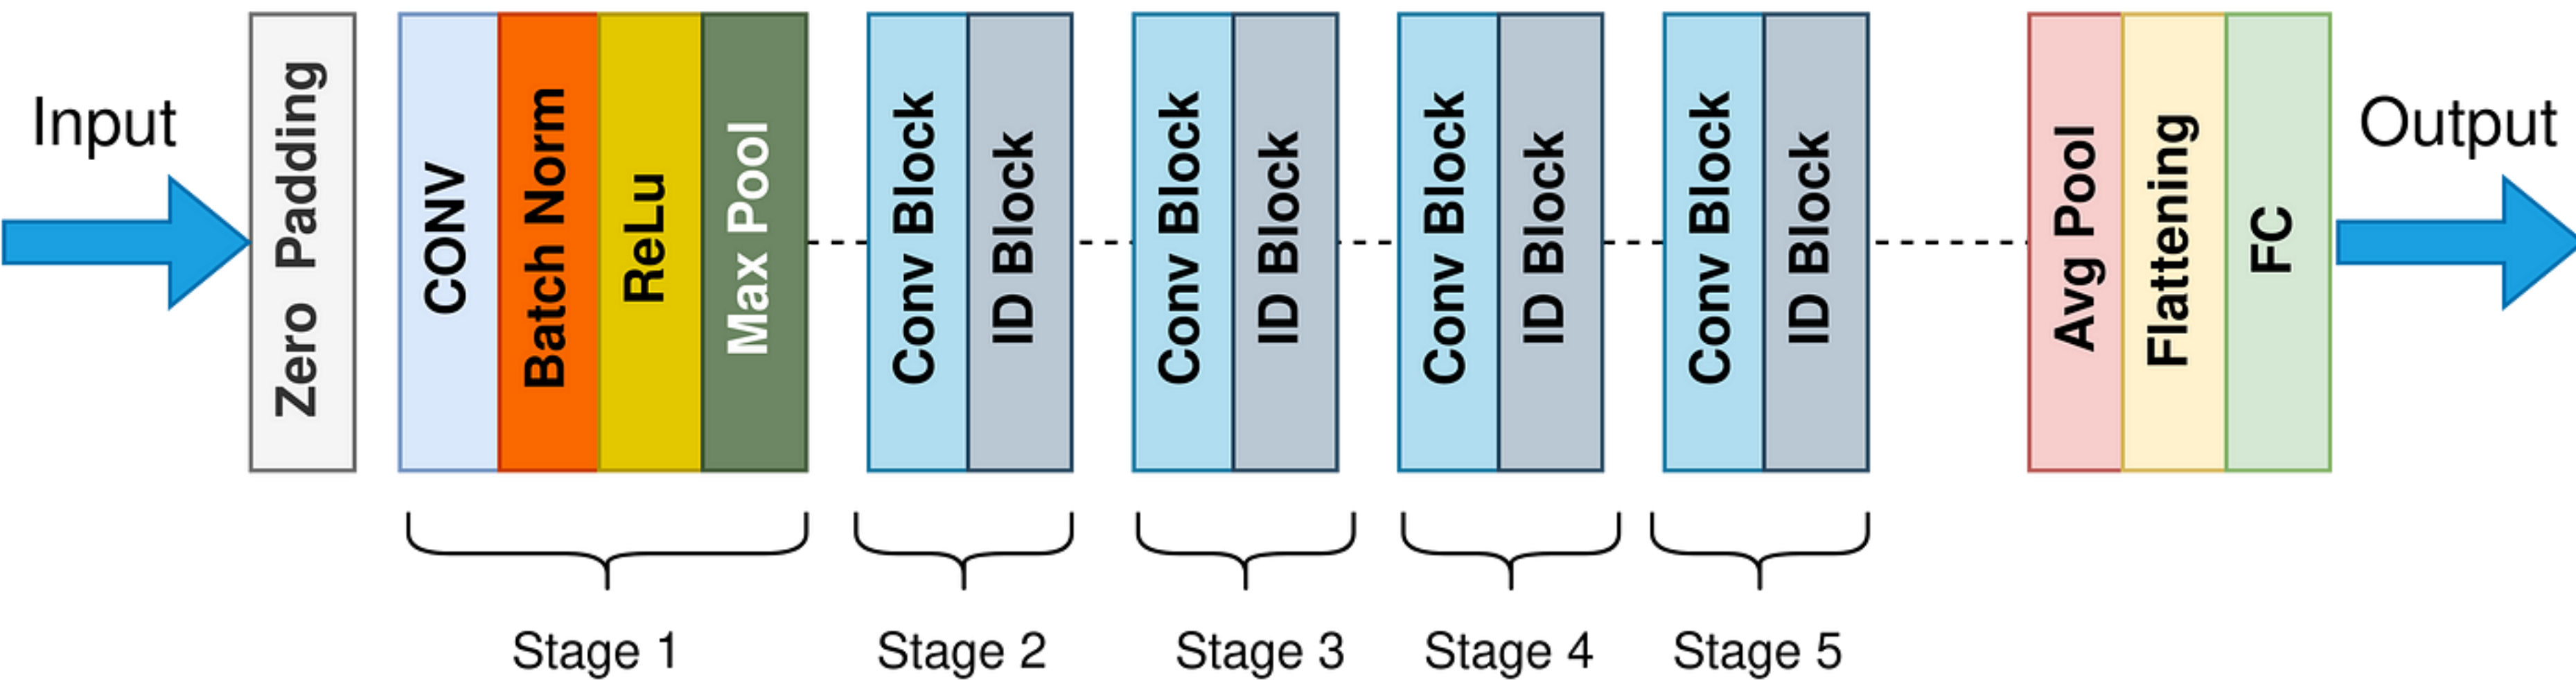 Input
Zero Padding
CONV
Batch Norm
ReLu
Max Pool
Conv Block
ID Block
Conv Block
ID Block
Conv Block
ID Block
Conv Block
ID Block
Avg Pool
Flattening
FC
Output
Stage 1
Stage 2
Stage 3
Stage 4
Stage 5